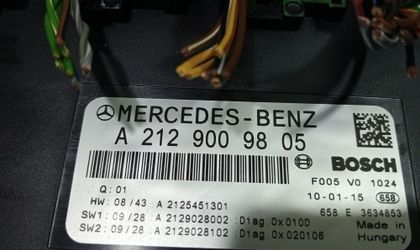 MERCEDES-BENZ
A 212 900 98 05
BOSCH
Q: 01
F005 V0 1024
HW: 08/43 A 2125451301
10-01-15 658
SW1: 09/28 A 2129028002 :Diag.0x010D
658 E 3634853
SW2: 09/28 A 2129028102 :Diag.0x020106
Made in
Hungary